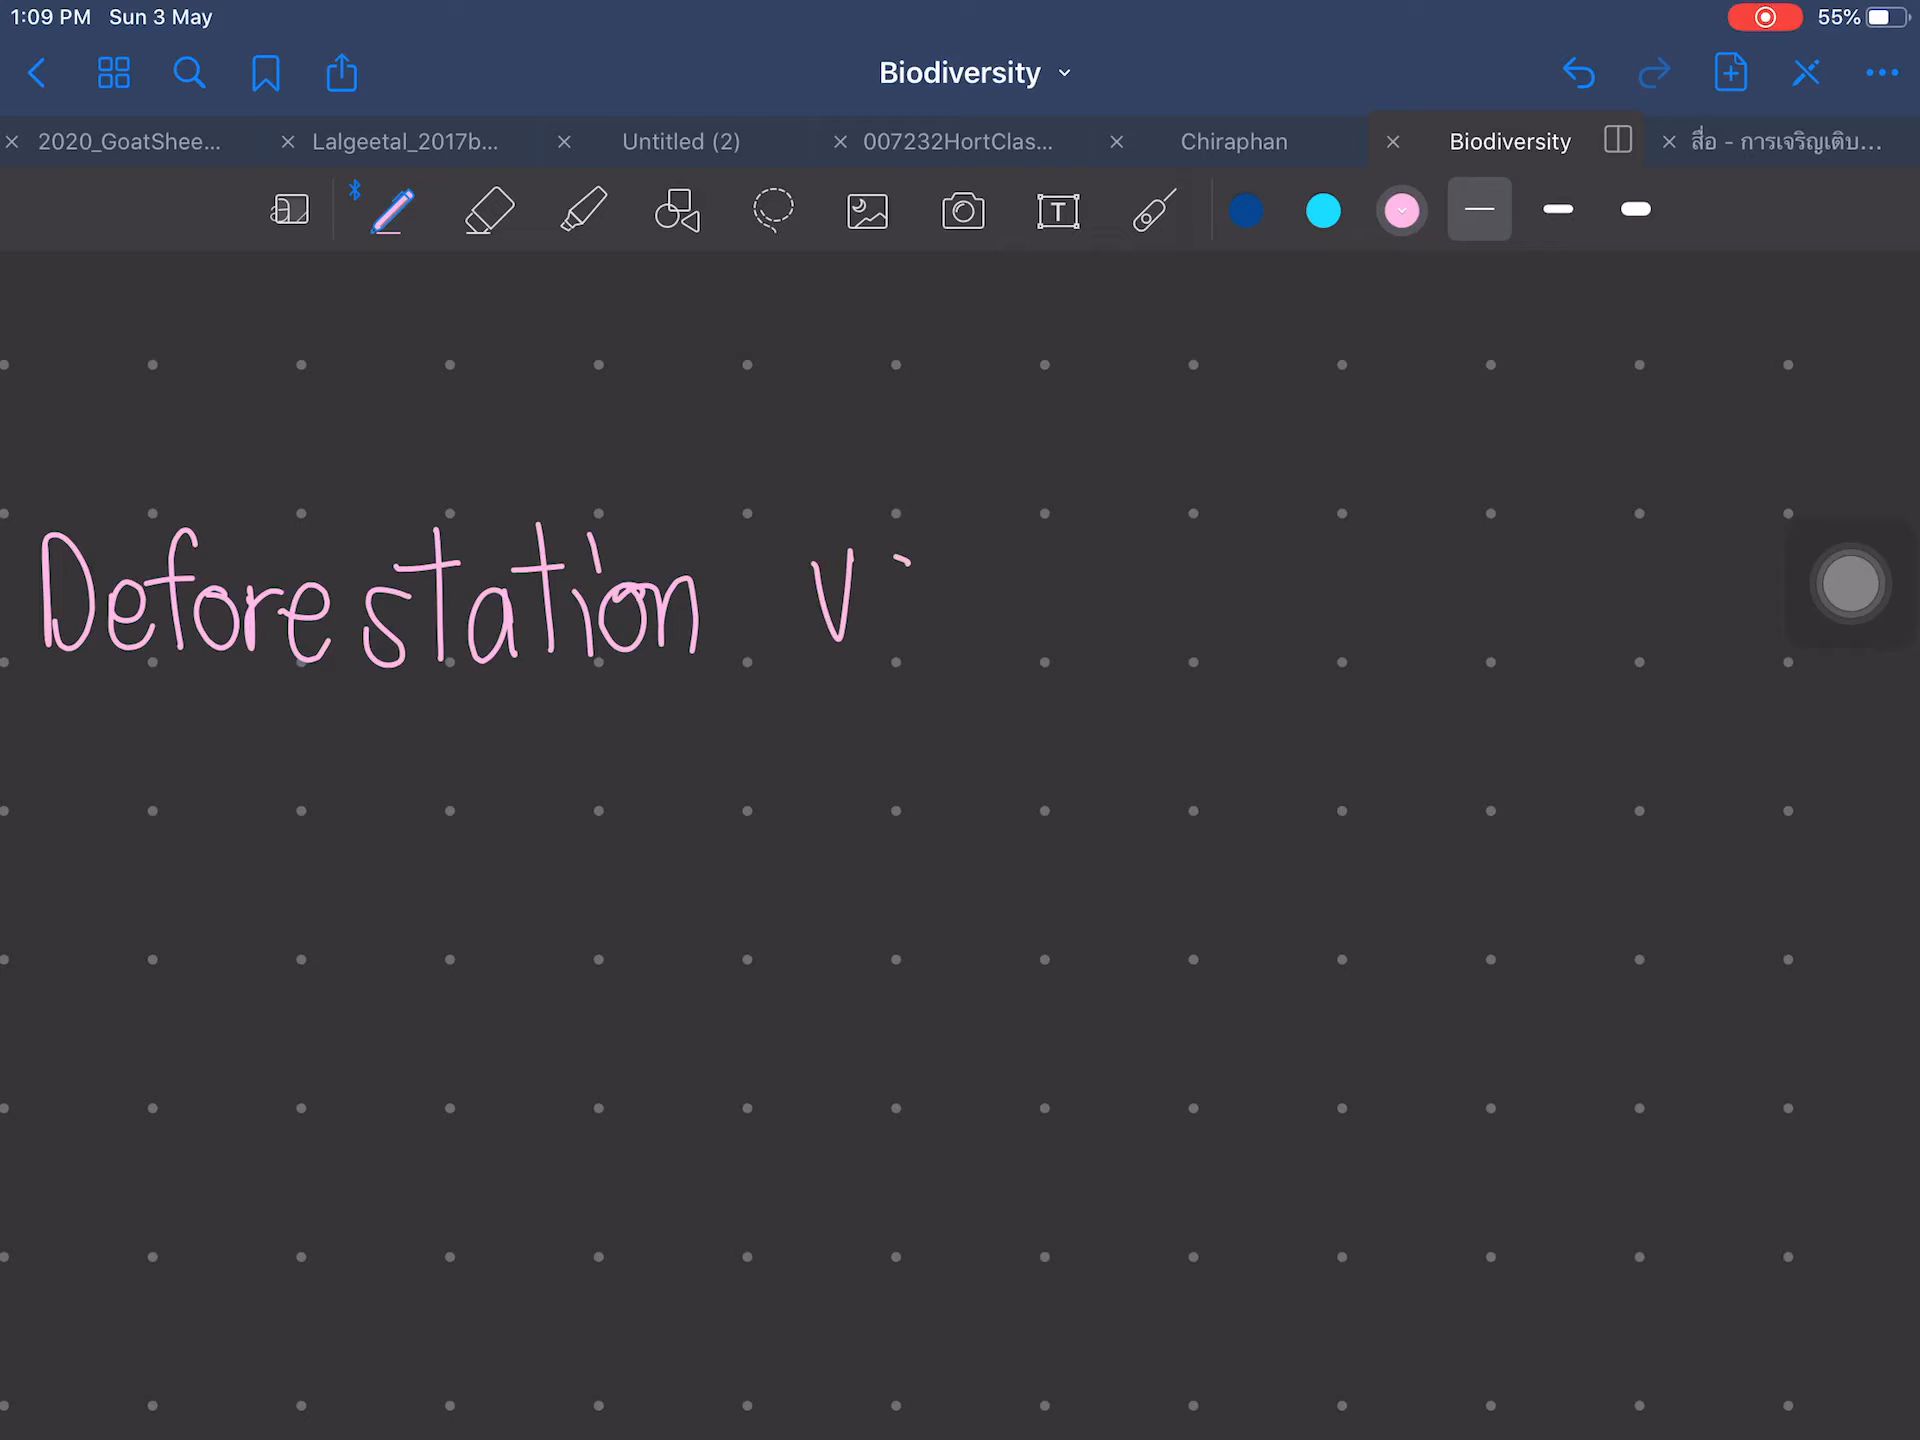 1:09 PM Sun 3 May 55%
Biodiversity
2020_GoatShee... Lalgeetal_2017b... Untitled (2) 007232HortClas... Chiraphan Biodiversity สื่อ - การเจริญเติบ...
Deforestation v